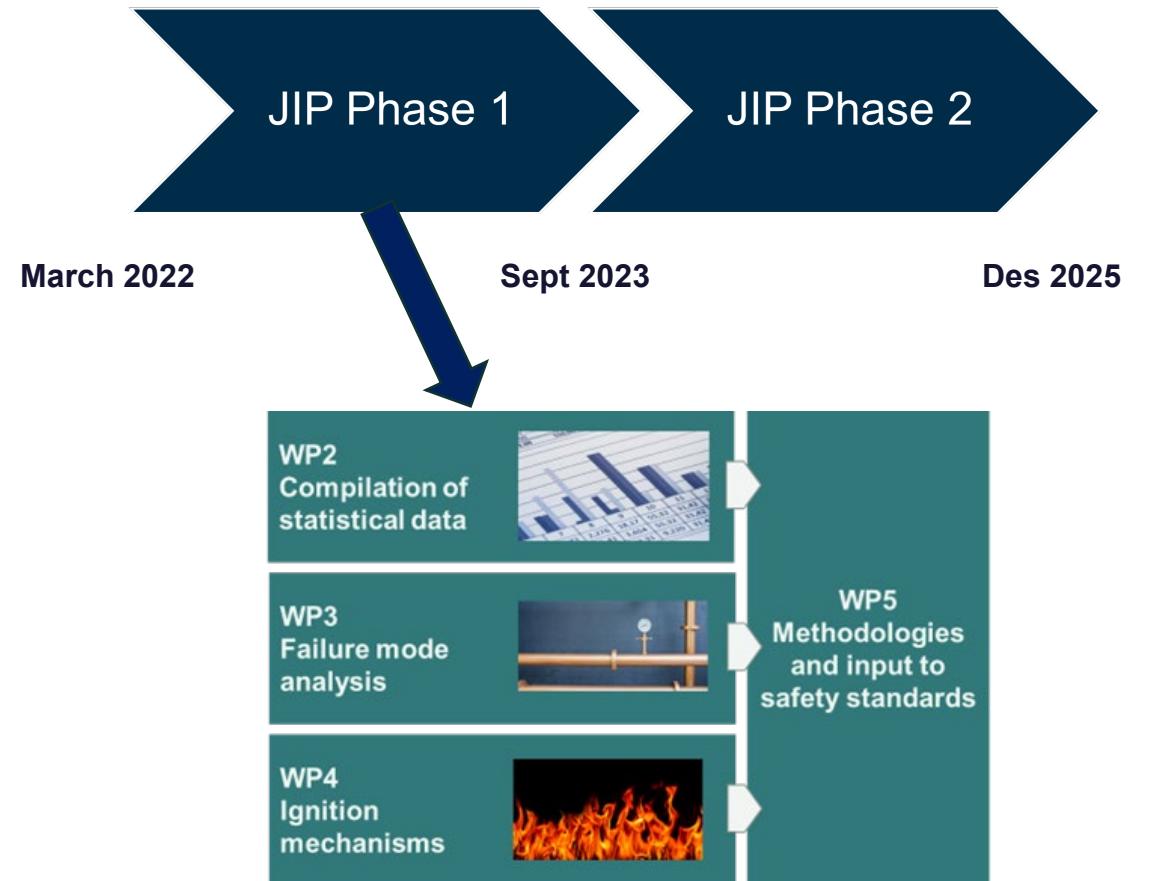 JIP Phase 1
JIP Phase 2
March 2022
Sept 2023
Des 2025
WP2
Compilation of
statistical data
WP3
Failure mode
analysis
WP4
Ignition
mechanisms
WP5
Methodologies
and input to
safety standards